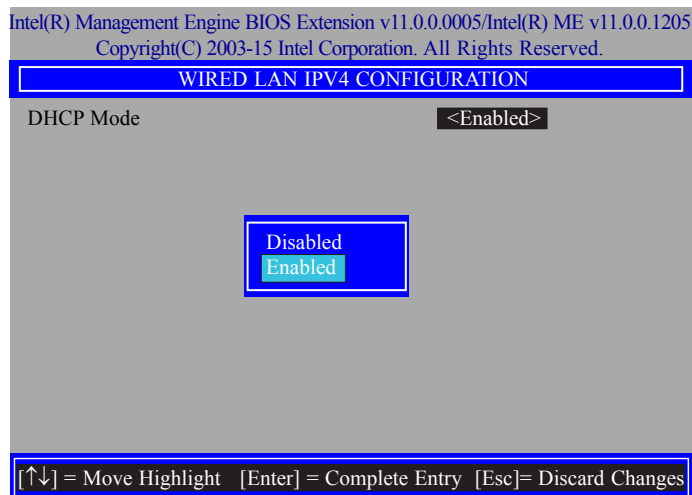 Intel(R) Management Engine BIOS Extension v11.0.0.0005/Intel(R) ME v11.0.0.1205
Copyright(C) 2003-15 Intel Corporation. All Rights Reserved.
WIRED LAN IPV4 CONFIGURATION
DHCP Mode <Enabled>
Disabled
Enabled
[↑↓] = Move Highlight [Enter] = Complete Entry [Esc]= Discard Changes